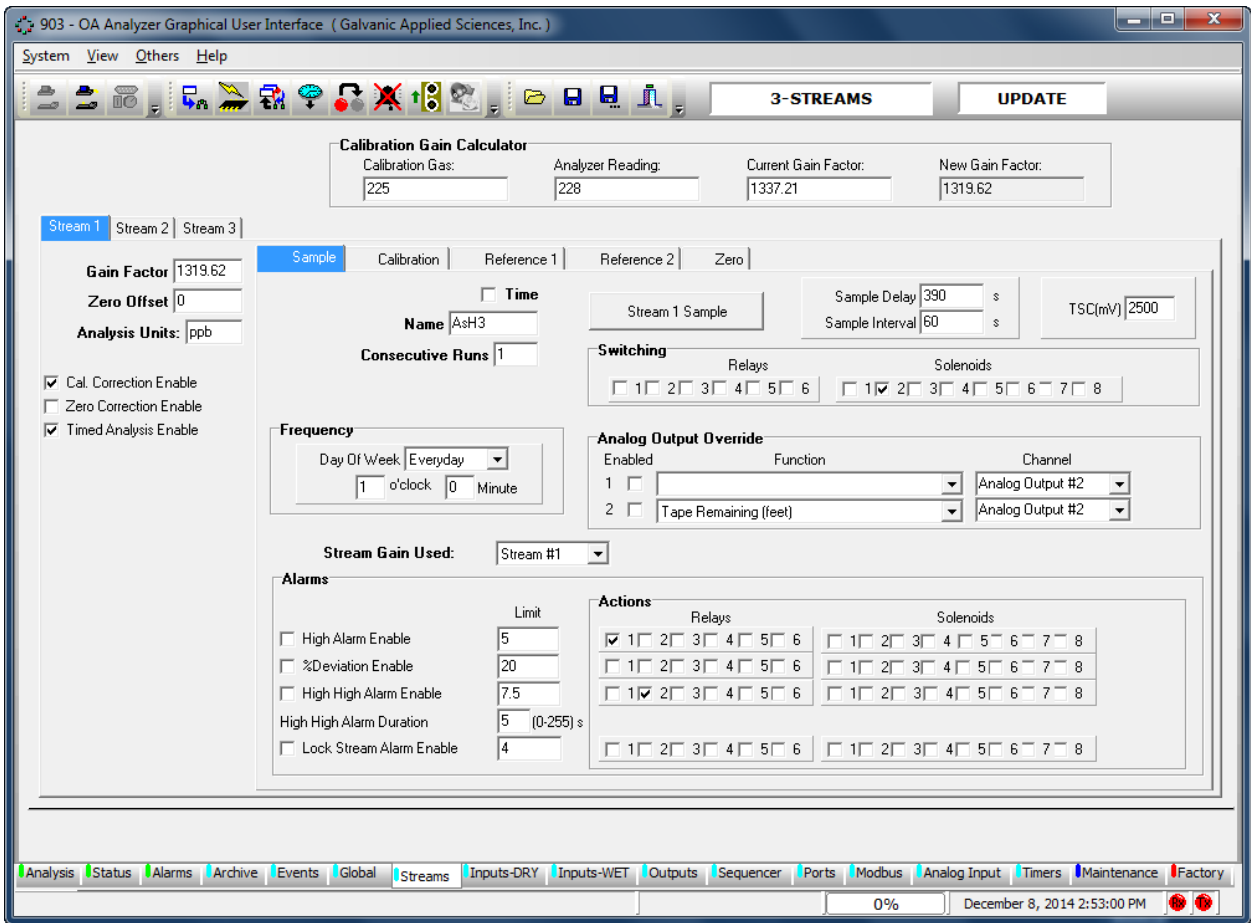 903 - OA Analyzer Graphical User Interface ( Galvanic Applied Sciences, Inc. )
System View Others Help
3-STREAMS UPDATE
Calibration Gain Calculator
Calibration Gas: Analyzer Reading: Current Gain Factor: New Gain Factor:
225 228 1337.21 1319.62
Stream 1 Stream 2 Stream 3
Sample Calibration Reference 1 Reference 2 Zero
Gain Factor 1319.62
Zero Offset 0
Analysis Units: ppb
Cal. Correction Enable
Zero Correction Enable
Timed Analysis Enable
Time
Name AsH3
Consecutive Runs 1
Stream 1 Sample
Sample Delay 390 s
Sample Interval 60 s
TSC(mV) 2500
Switching
Relays Solenoids
1 2 3 4 5 6 1 2 3 4 5 6 7 8
Frequency
Day Of Week Everyday
1 o'clock 0 Minute
Analog Output Override
Enabled Function Channel
1 Analog Output #2
2 Tape Remaining (feet) Analog Output #2
Stream Gain Used: Stream #1
Alarms
Limit
Actions
Relays Solenoids
High Alarm Enable 5 1 2 3 4 5 6 1 2 3 4 5 6 7 8
%Deviation Enable 20 1 2 3 4 5 6 1 2 3 4 5 6 7 8
High High Alarm Enable 7.5 1 2 3 4 5 6 1 2 3 4 5 6 7 8
High High Alarm Duration 5 (0-255) s
Lock Stream Alarm Enable 4 1 2 3 4 5 6 1 2 3 4 5 6 7 8
Analysis Status Alarms Archive Events Global Streams Inputs-DRY Inputs-WET Outputs Sequencer Ports Modbus Analog Input Timers Maintenance Factory
0% December 8, 2014 2:53:00 PM Rx Tx